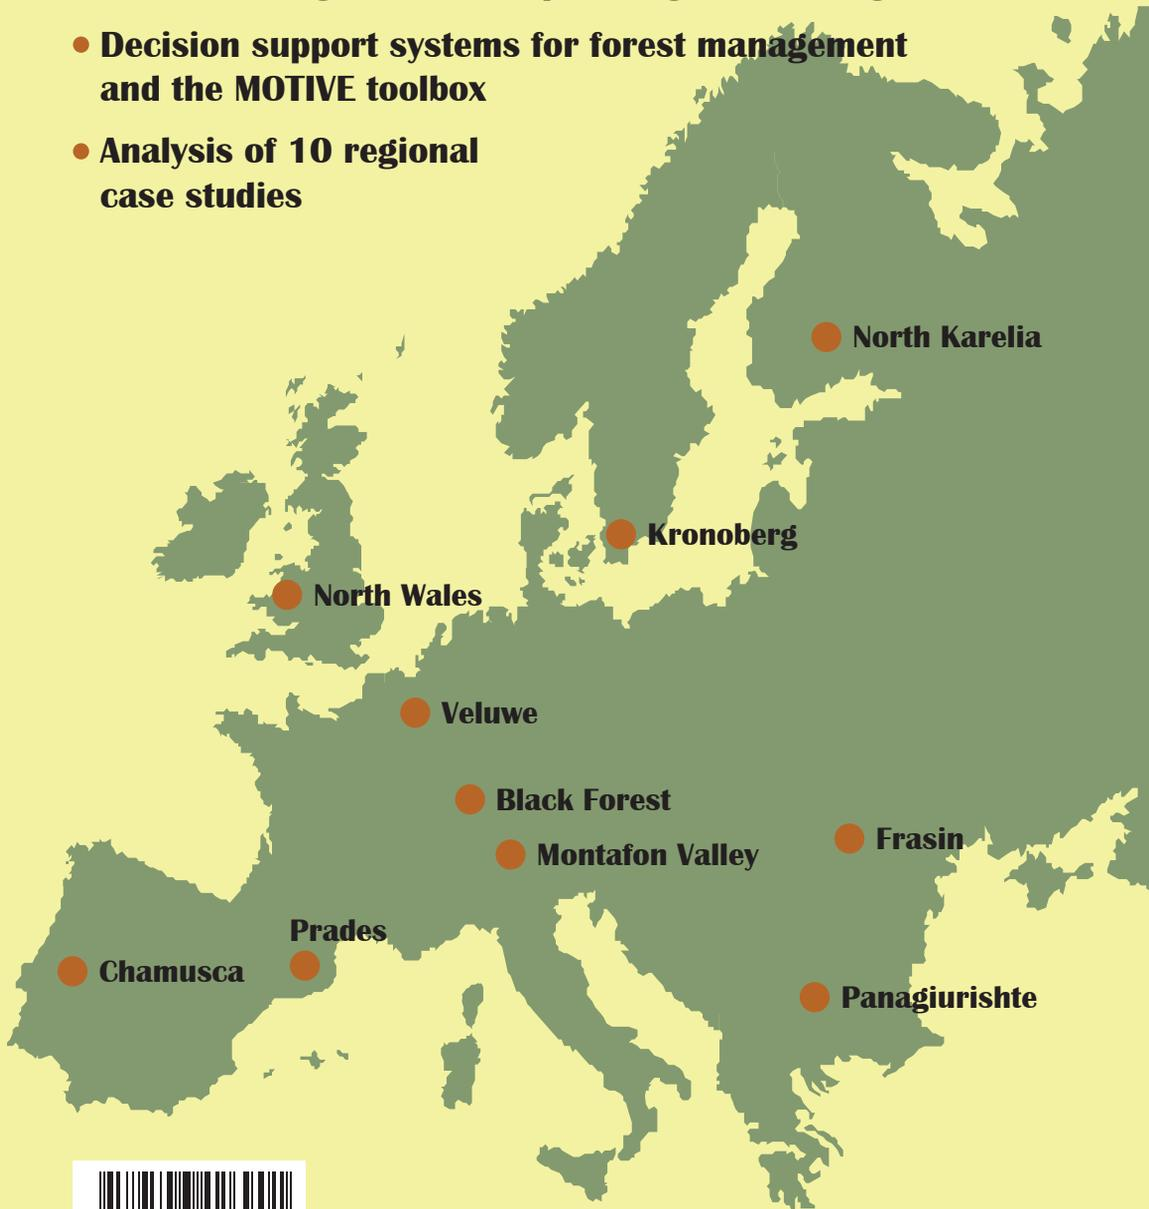 Decision support systems for forest management
and the MOTIVE toolbox
Analysis of 10 regional
case studies
North Karelia
Kronoberg
North Wales
Veluwe
Black Forest
Frasin
Montafon Valley
Prades
Chamusca
Panagiurishte